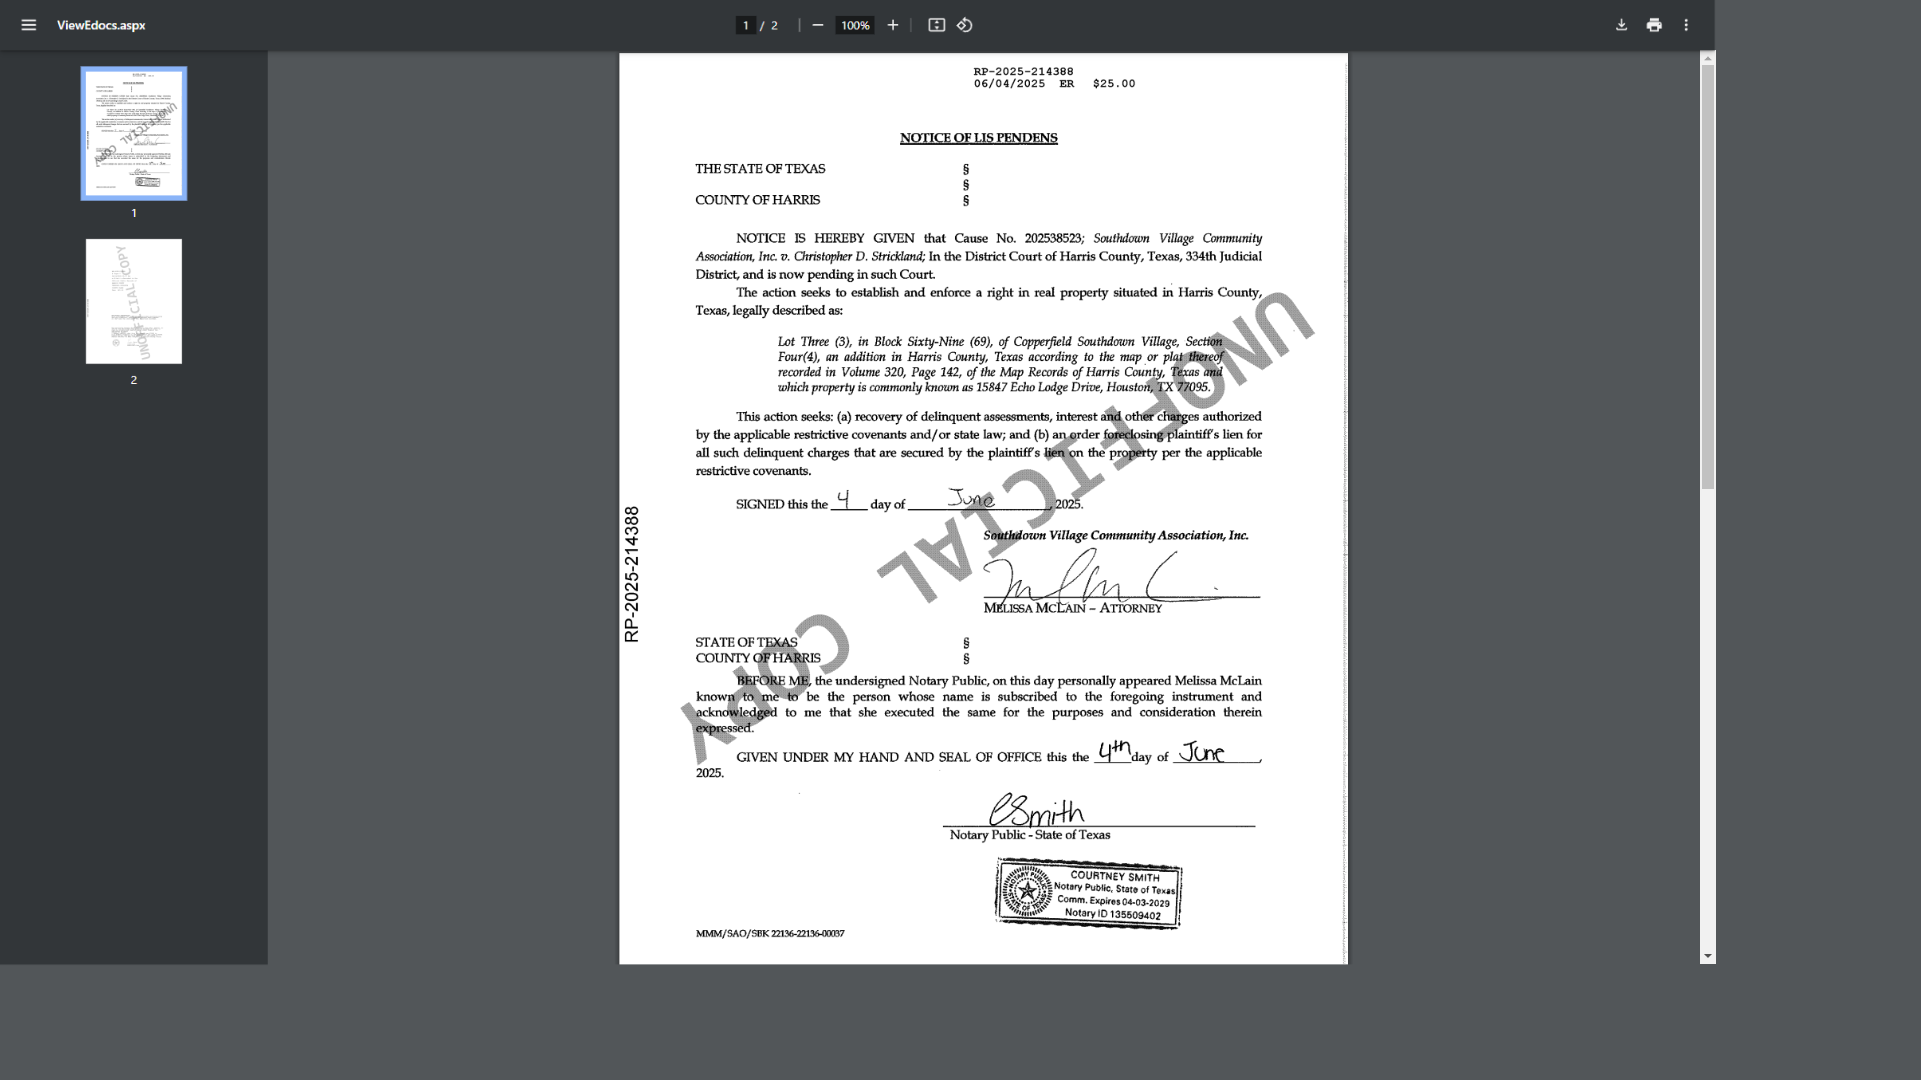 ViewEdocs.aspx
1 / 2
100%
1
2
RP-2025-214388
06/04/2025 ER $25.00
NOTICE OF LIS PENDENS
THE STATE OF TEXAS §
§
COUNTY OF HARRIS §
NOTICE IS HEREBY GIVEN that Cause No. 202538523; Southdown Village Community
Association, Inc. v. Christopher D. Strickland; In the District Court of Harris County, Texas, 334th Judicial
District, and is now pending in such Court.
The action seeks to establish and enforce a right in real property situated in Harris County,
Texas, legally described as:
Lot Three (3), in Block Sixty-Nine (69), of Copperfield Southdown Village, Section
Four(4), an addition in Harris County, Texas according to the map or plat thereof
recorded in Volume 320, Page 142, of the Map Records of Harris County, Texas and
which property is commonly known as 15847 Echo Lodge Drive, Houston, TX 77095.
This action seeks: (a) recovery of delinquent assessments, interest and other charges authorized
by the applicable restrictive covenants and/or state law; and (b) an order foreclosing plaintiff's lien for
all such delinquent charges that are secured by the plaintiff's lien on the property per the applicable
restrictive covenants.
SIGNED this the 4 day of June, 2025.
Southdown Village Community Association, Inc.
MELISSA MCLAIN – ATTORNEY
RP-2025-214388
STATE OF TEXAS §
COUNTY OF HARRIS §
BEFORE ME, the undersigned Notary Public, on this day personally appeared Melissa McLain
known to me to be the person whose name is subscribed to the foregoing instrument and
acknowledged to me that she executed the same for the purposes and consideration therein
expressed.
GIVEN UNDER MY HAND AND SEAL OF OFFICE this the 4th day of June,
2025.
CSmith
Notary Public - State of Texas
NOTARY PUBLIC
STATE OF TEXAS
COURTNEY SMITH
Notary Public, State of Texas
Comm. Expires 04-03-2029
Notary ID 135509402
MMM/SAO/SBK 22136-22136-00037
UNOFFICIAL COPY